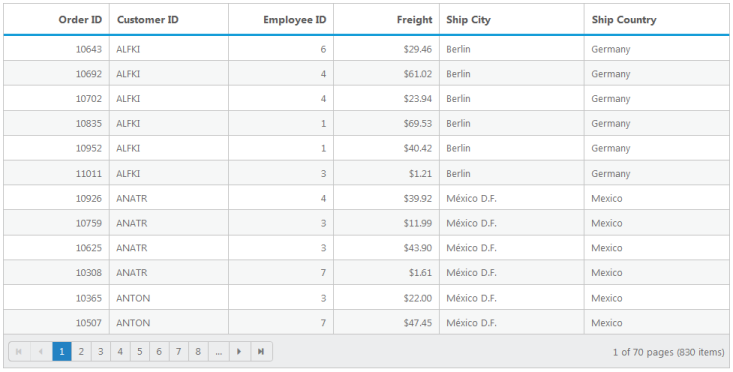 Order ID Customer ID Employee ID Freight Ship City Ship Country
10643 ALFKI 6 $29.46 Berlin Germany
10692 ALFKI 4 $61.02 Berlin Germany
10702 ALFKI 4 $23.94 Berlin Germany
10835 ALFKI 1 $69.53 Berlin Germany
10952 ALFKI 1 $40.42 Berlin Germany
11011 ALFKI 3 $1.21 Berlin Germany
10926 ANATR 4 $39.92 México D.F. Mexico
10759 ANATR 3 $11.99 México D.F. Mexico
10625 ANATR 3 $43.90 México D.F. Mexico
10308 ANATR 7 $1.61 México D.F. Mexico
10365 ANTON 3 $22.00 México D.F. Mexico
10507 ANTON 7 $47.45 México D.F. Mexico
1 2 3 4 5 6 7 8 ... 1 of 70 pages (830 items)